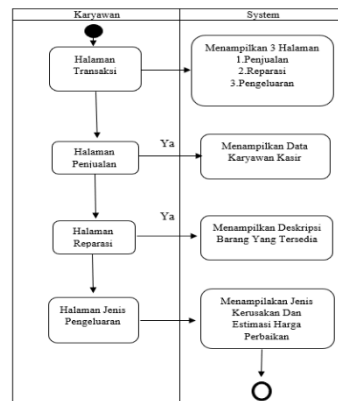 Karyawan
System
Halaman
Transaksi
Menampilkan 3 Halaman
1.Penjualan
2.Reparasi
3.Pengeluaran
Halaman
Penjualan
Ya
Menampilkan Data
Karyawan Kasir
Halaman
Reparasi
Ya
Menampilkan Deskripsi
Barang Yang Tersedia
Halaman Jenis
Pengeluaran
Menampilakan Jenis
Kerusakan Dan
Estimasi Harga
Perbaikan